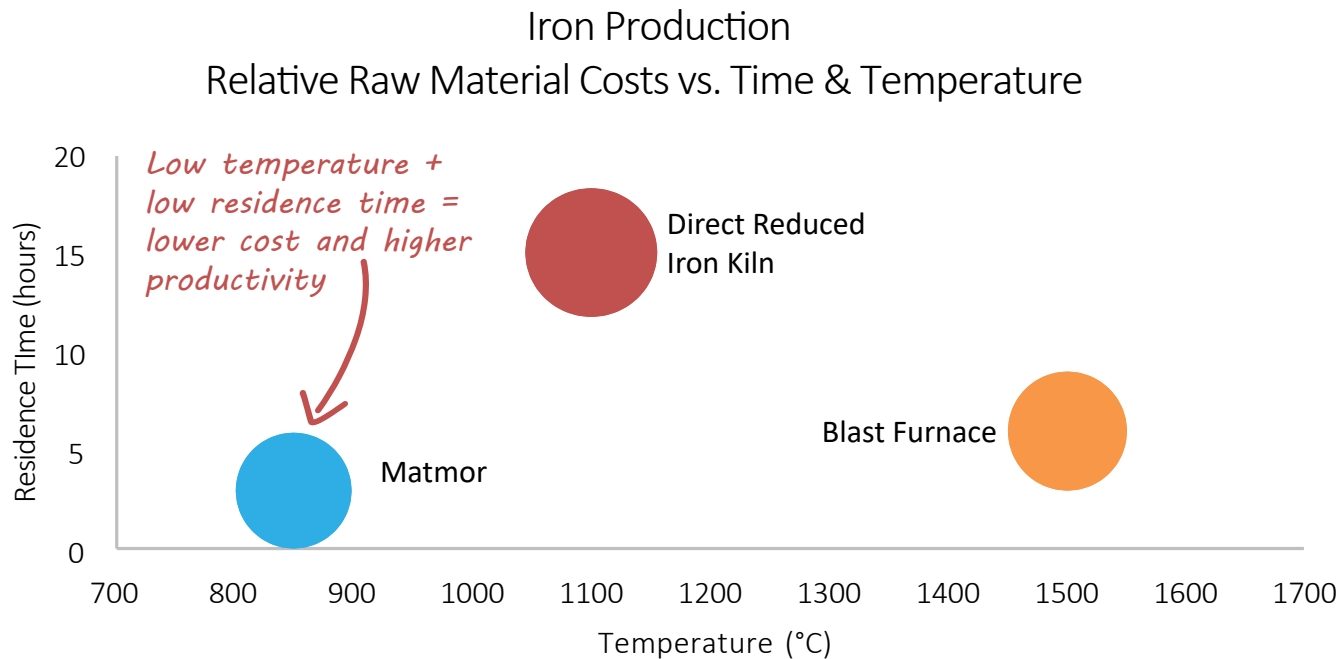 Iron Production
Relative Raw Material Costs vs. Time & Temperature
Low temperature +
low residence time =
lower cost and higher
productivity
Direct Reduced
Iron Kiln
Blast Furnace
Matmor
Residence TIme (hours)
20
15
10
5
0
700 800 900 1000 1100 1200 1300 1400 1500 1600 1700
Temperature (°C)